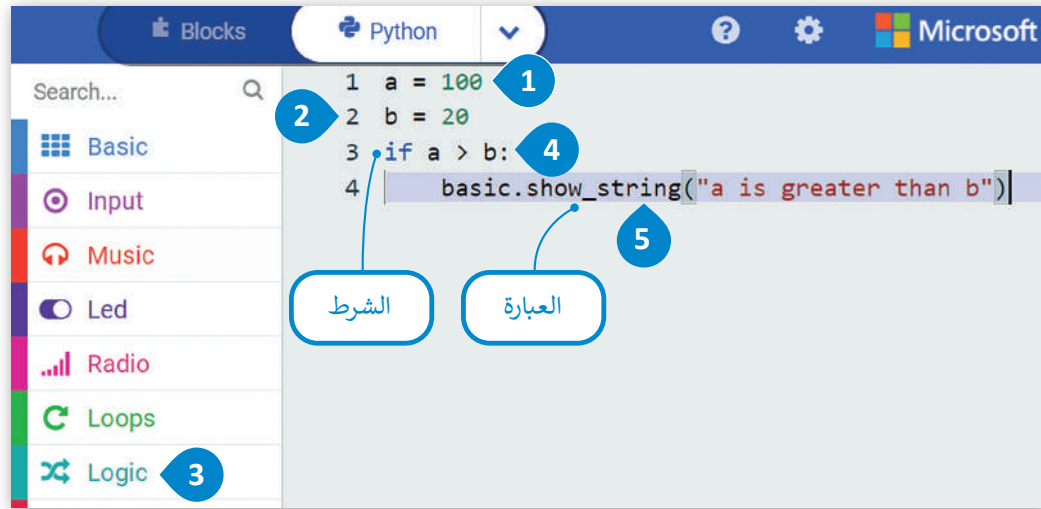 Blocks
Python
Microsoft
Search...
Basic
Input
Music
Led
Radio
Loops
Logic
3
1 a = 100
1
2
2 b = 20
3 if a > b:
4
4 basic.show_string("a is greater than b")
5
الشرط
العبارة